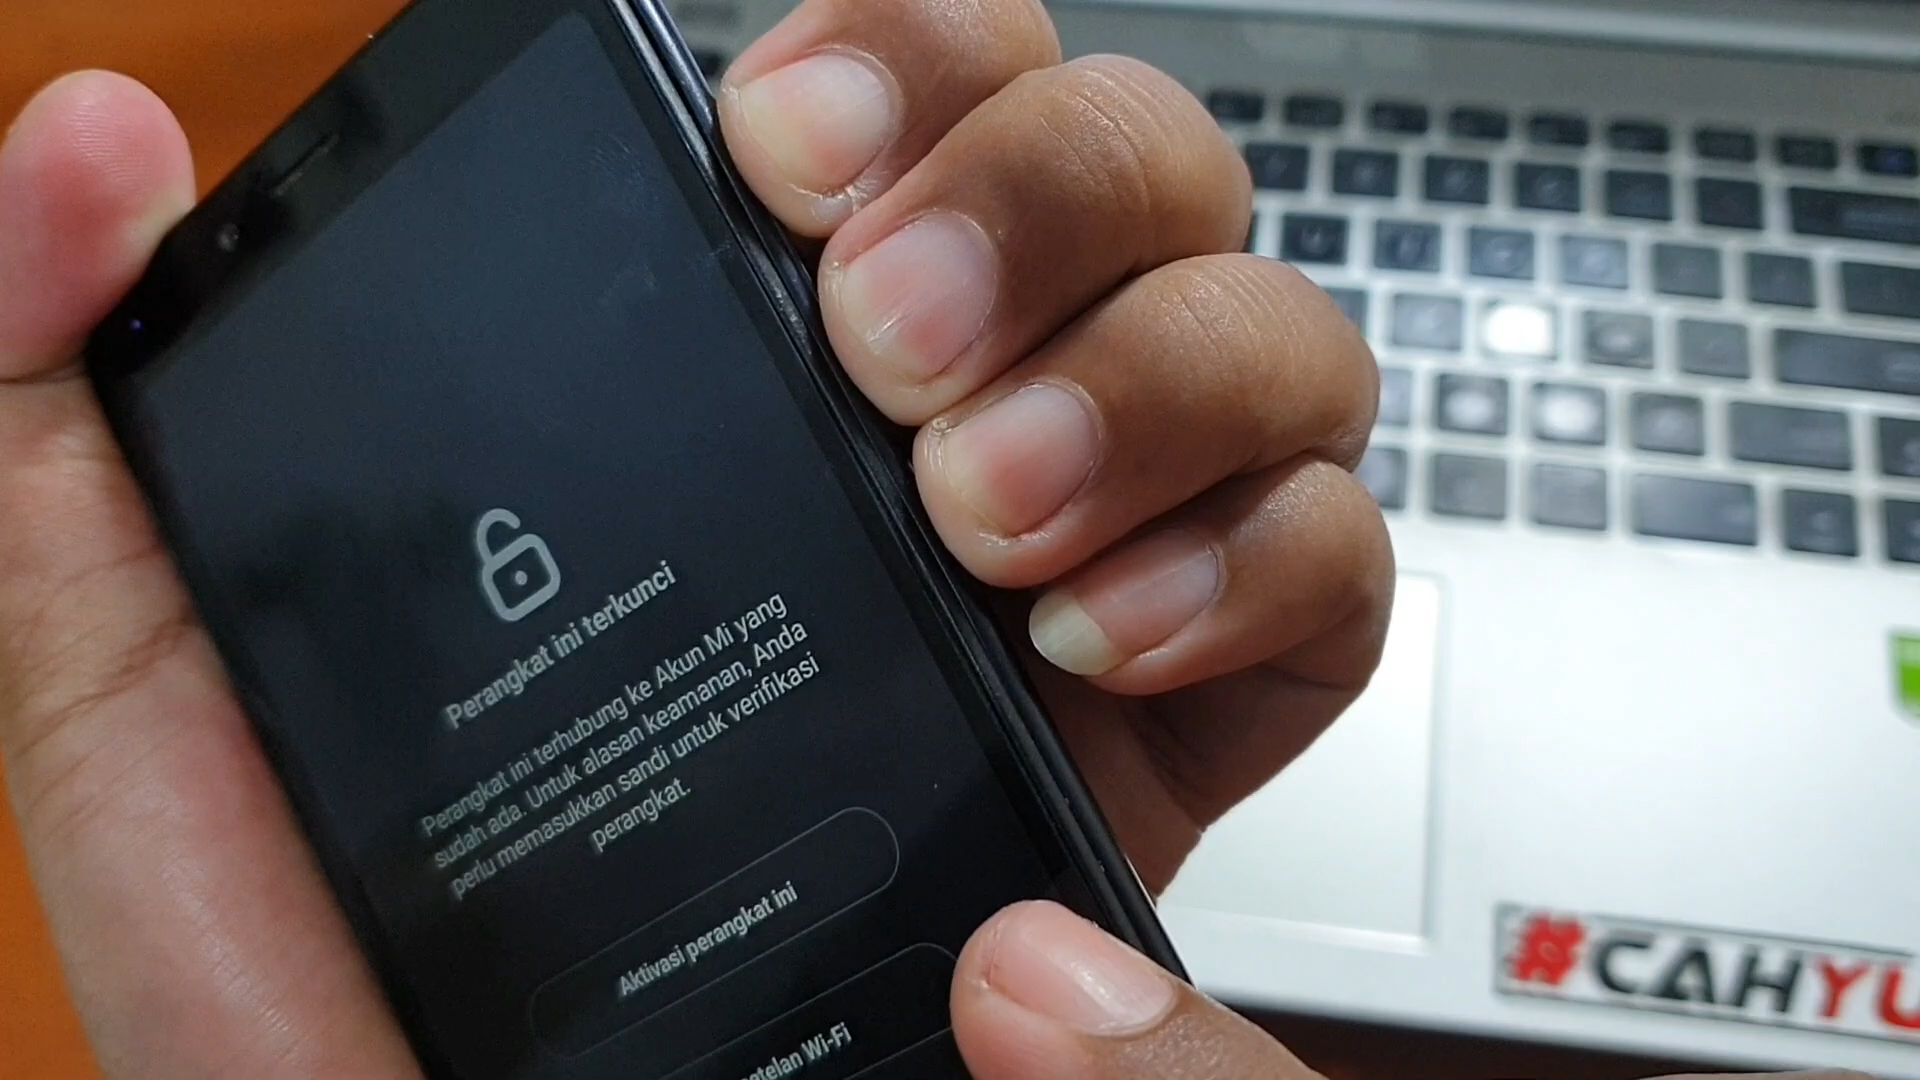 Perangkat ini terkunci
Perangkat ini terhubung ke Akun Mi yang
sudah ada. Untuk alasan keamanan, Anda
perlu memasukkan sandi untuk verifikasi
perangkat.
Aktivasi perangkat ini
Wi-Fi
#CAHYU